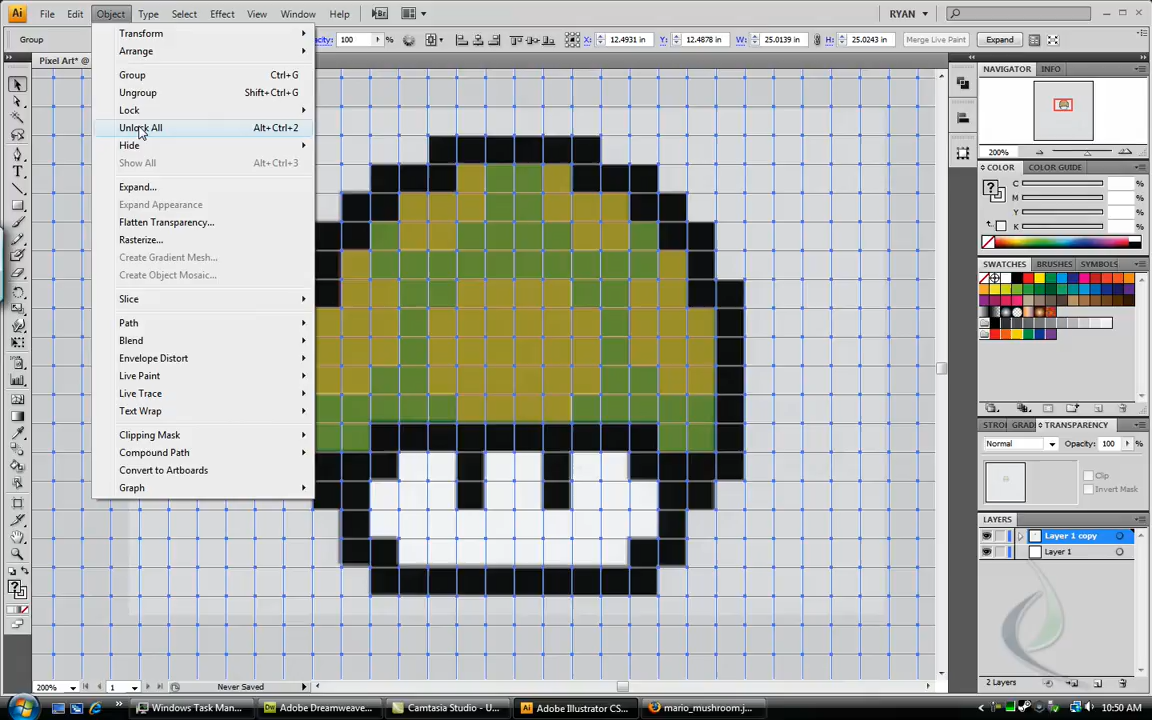 Ai File Edit Object Type Select Effect View Window Help Br RYAN
Group
Opacity: 100 % X: 12.4931 in Y: 12.4878 in W: 25.0139 in H: 25.0243 in Merge Live Paint Expand
Pixel Art* @
Transform
Arrange
Group Ctrl+G
Ungroup Shift+Ctrl+G
Lock
Unlock All Alt+Ctrl+2
Hide
Show All Alt+Ctrl+3
Expand...
Expand Appearance
Flatten Transparency...
Rasterize...
Create Gradient Mesh...
Create Object Mosaic...
Slice
Path
Blend
Envelope Distort
Live Paint
Live Trace
Text Wrap
Clipping Mask
Compound Path
Convert to Artboards
Graph
NAVIGATOR INFO
200%
COLOR COLOR GUIDE
C %
M %
Y %
K %
SWATCHES BRUSHES SYMBOLS
STROI GRADI TRANSPARENCY
Normal Opacity: 100 %
Clip
Invert Mask
LAYERS
Layer 1 copy
Layer 1
2 Layers
200% 1 Never Saved
Windows Task Man...
Adobe Dreamweave...
Camtasia Studio - U...
Adobe Illustrator CS...
mario_mushroom.j...
10:50 AM